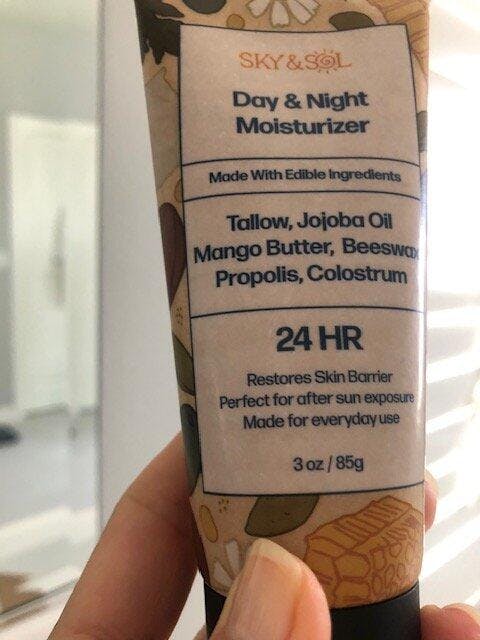 SKY & SOL
Day & Night
Moisturizer
Made With Edible Ingredients
Tallow, Jojoba Oil
Mango Butter, Beeswax
Propolis, Colostrum
24 HR
Restores Skin Barrier
Perfect for after sun exposure
Made for everyday use
3 oz / 85g